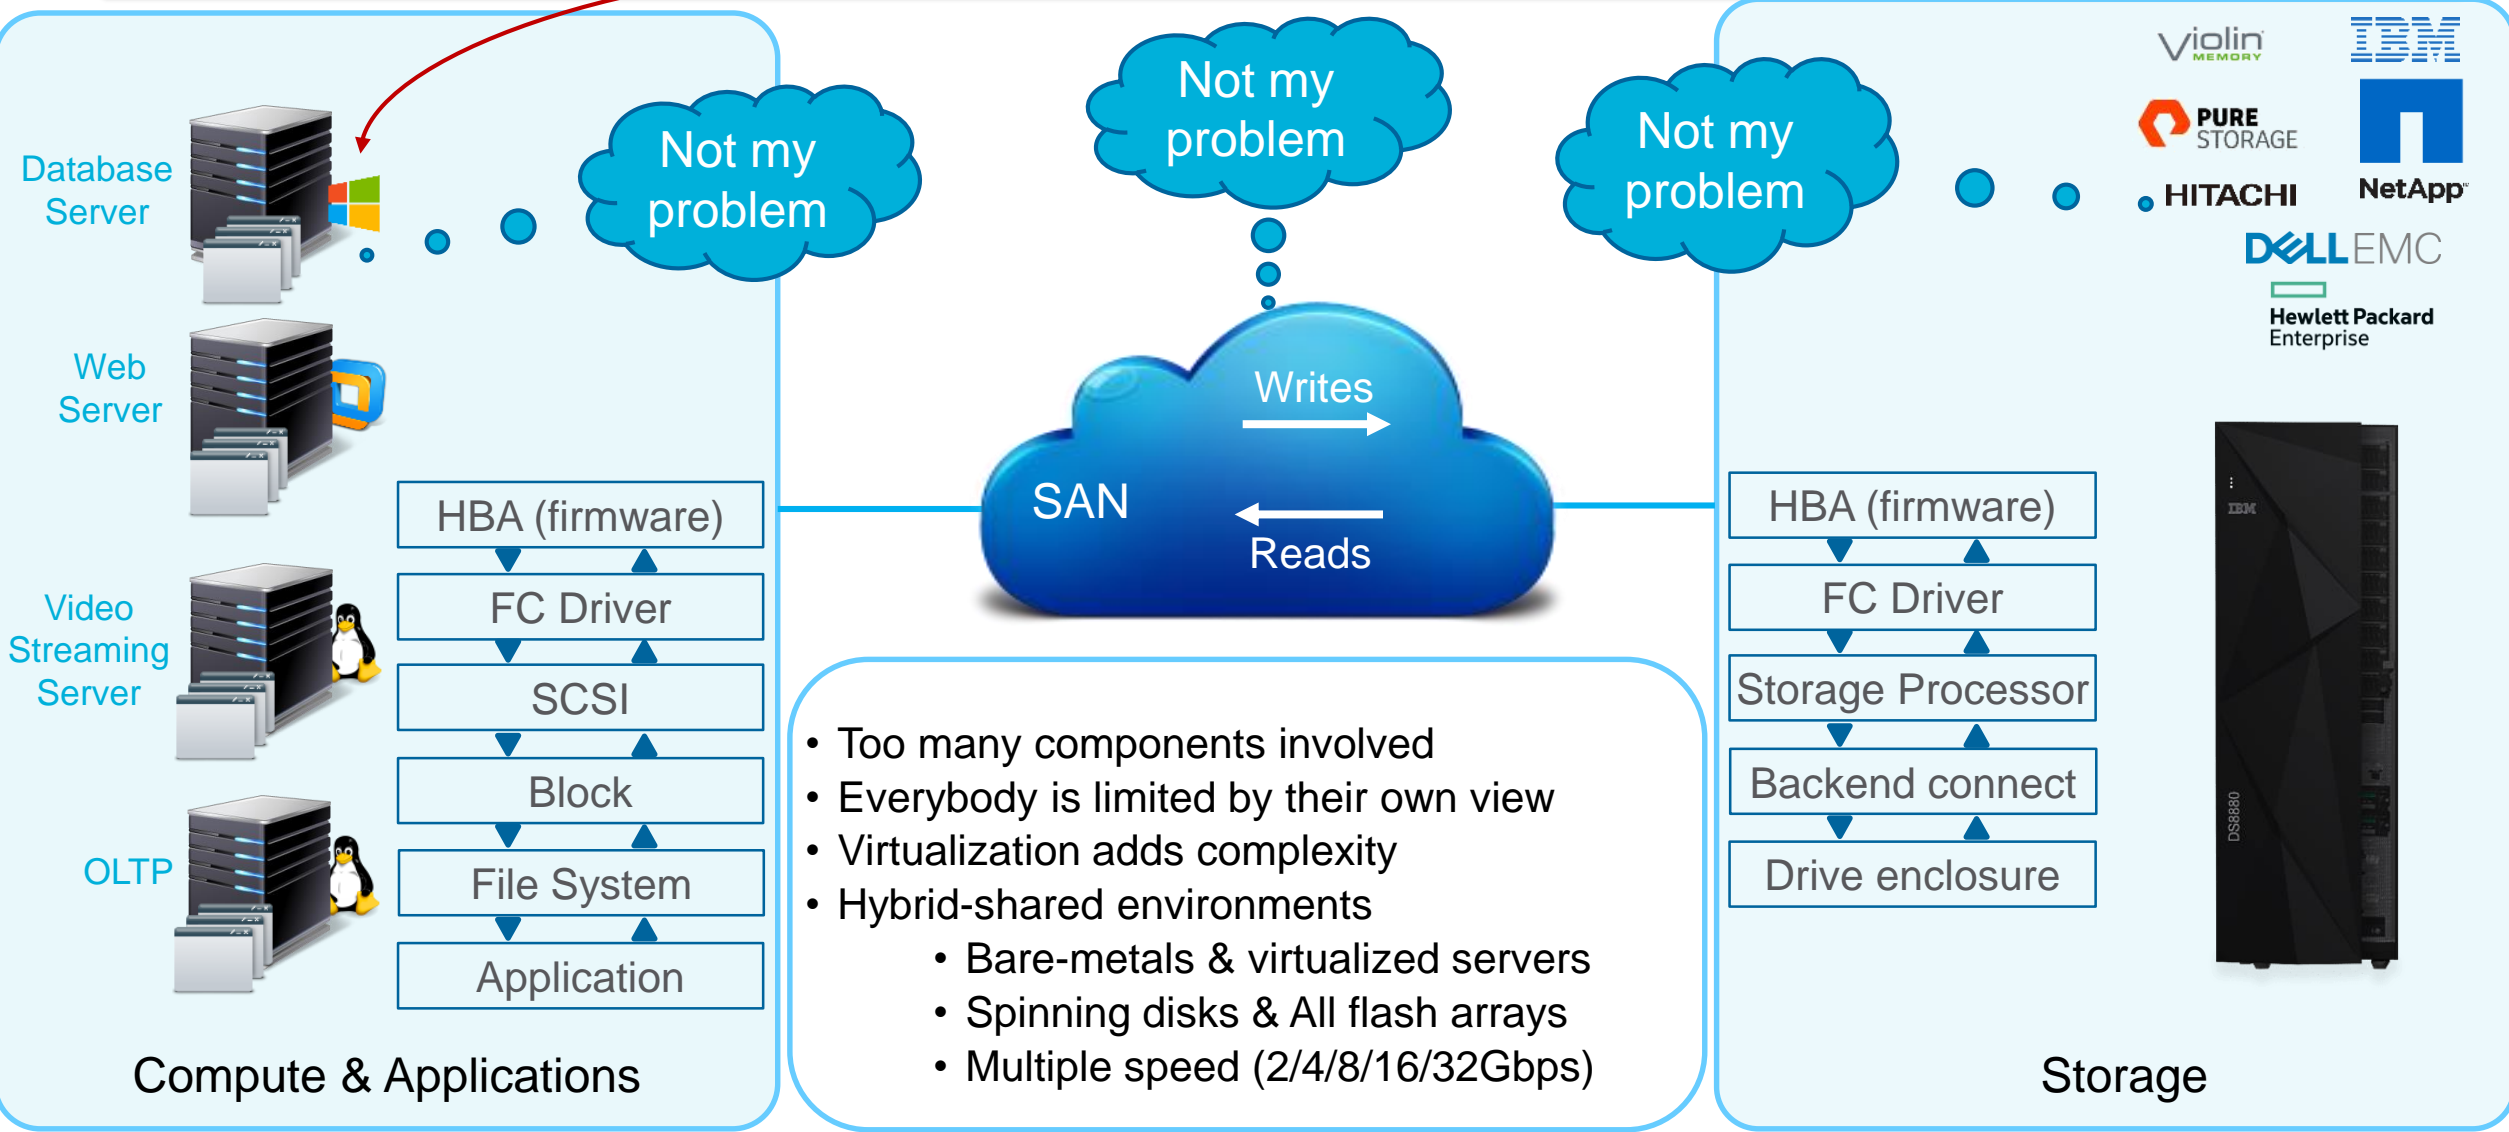 Database
Server
Web
Server
Video
Streaming
Server
OLTP
Not my
problem
HBA (firmware)
FC Driver
SCSI
Block
File System
Application
Compute & Applications
Not my
problem
SAN
Writes
Reads
• Too many components involved
• Everybody is limited by their own view
• Virtualization adds complexity
• Hybrid-shared environments
• Bare-metals & virtualized servers
• Spinning disks & All flash arrays
• Multiple speed (2/4/8/16/32Gbps)
Not my
problem
Violin
MEMORY
IBM
PURE
STORAGE
NetApp
HITACHI
DELL EMC
Hewlett Packard
Enterprise
HBA (firmware)
FC Driver
Storage Processor
Backend connect
Drive enclosure
IBM
DS8880
Storage